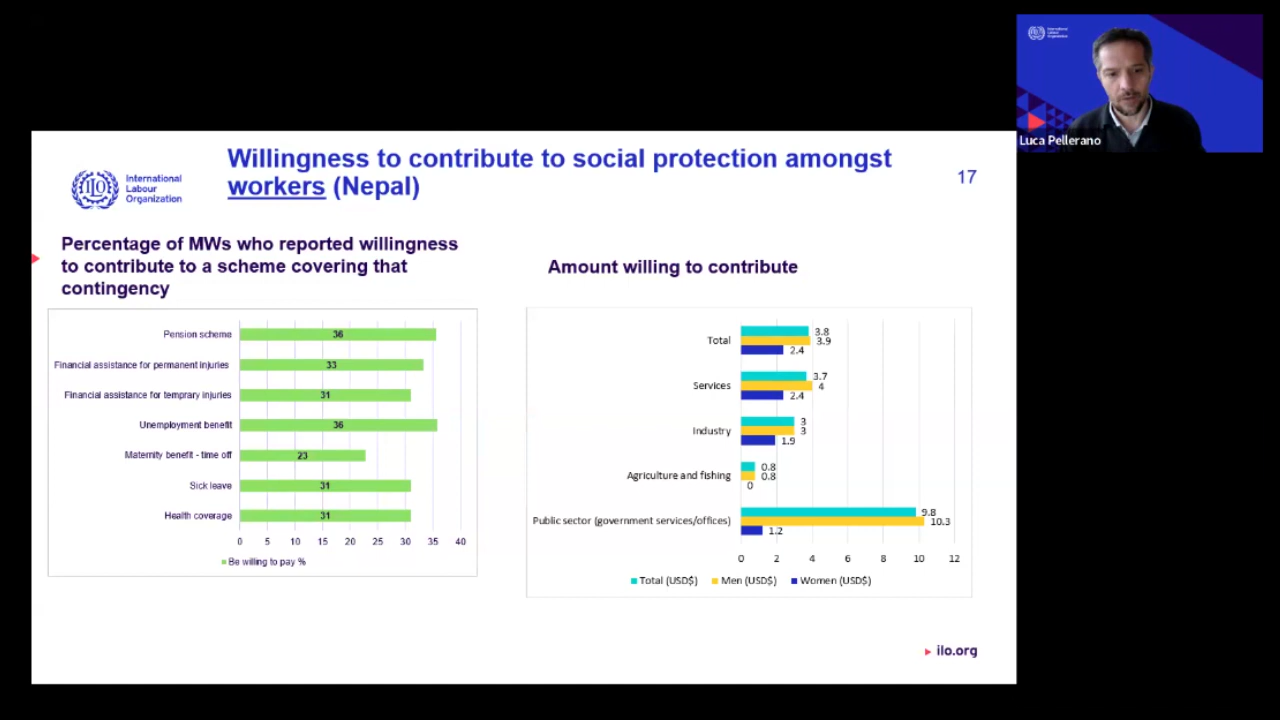 International
Labour
Organization
Luca Pellerano
Willingness to contribute to social protection amongst
workers (Nepal)
17
ILO
International
Labour
Organization
Percentage of MWs who reported willingness
to contribute to a scheme covering that
contingency
Pension scheme 36
Financial assistance for permanent injuries 33
Financial assistance for temprary injuries 31
Unemployment benefit 36
Maternity benefit - time off 23
Sick leave 31
Health coverage 31
0 5 10 15 20 25 30 35 40
Be willing to pay %
Amount willing to contribute
Total 3.8 3.9 2.4
Services 3.7 4 2.4
Industry 3 3 1.9
Agriculture and fishing 0.8 0.8 0
Public sector (government services/offices) 9.8 10.3 1.2
0 2 4 6 8 10 12
Total (USD$) Men (USD$) Women (USD$)
ilo.org